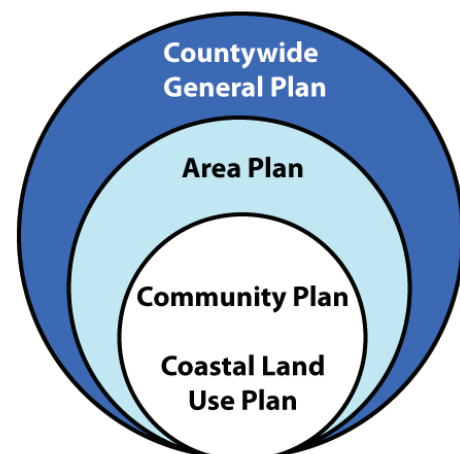 Countywide
General Plan
Area Plan
Community Plan
Coastal Land
Use Plan